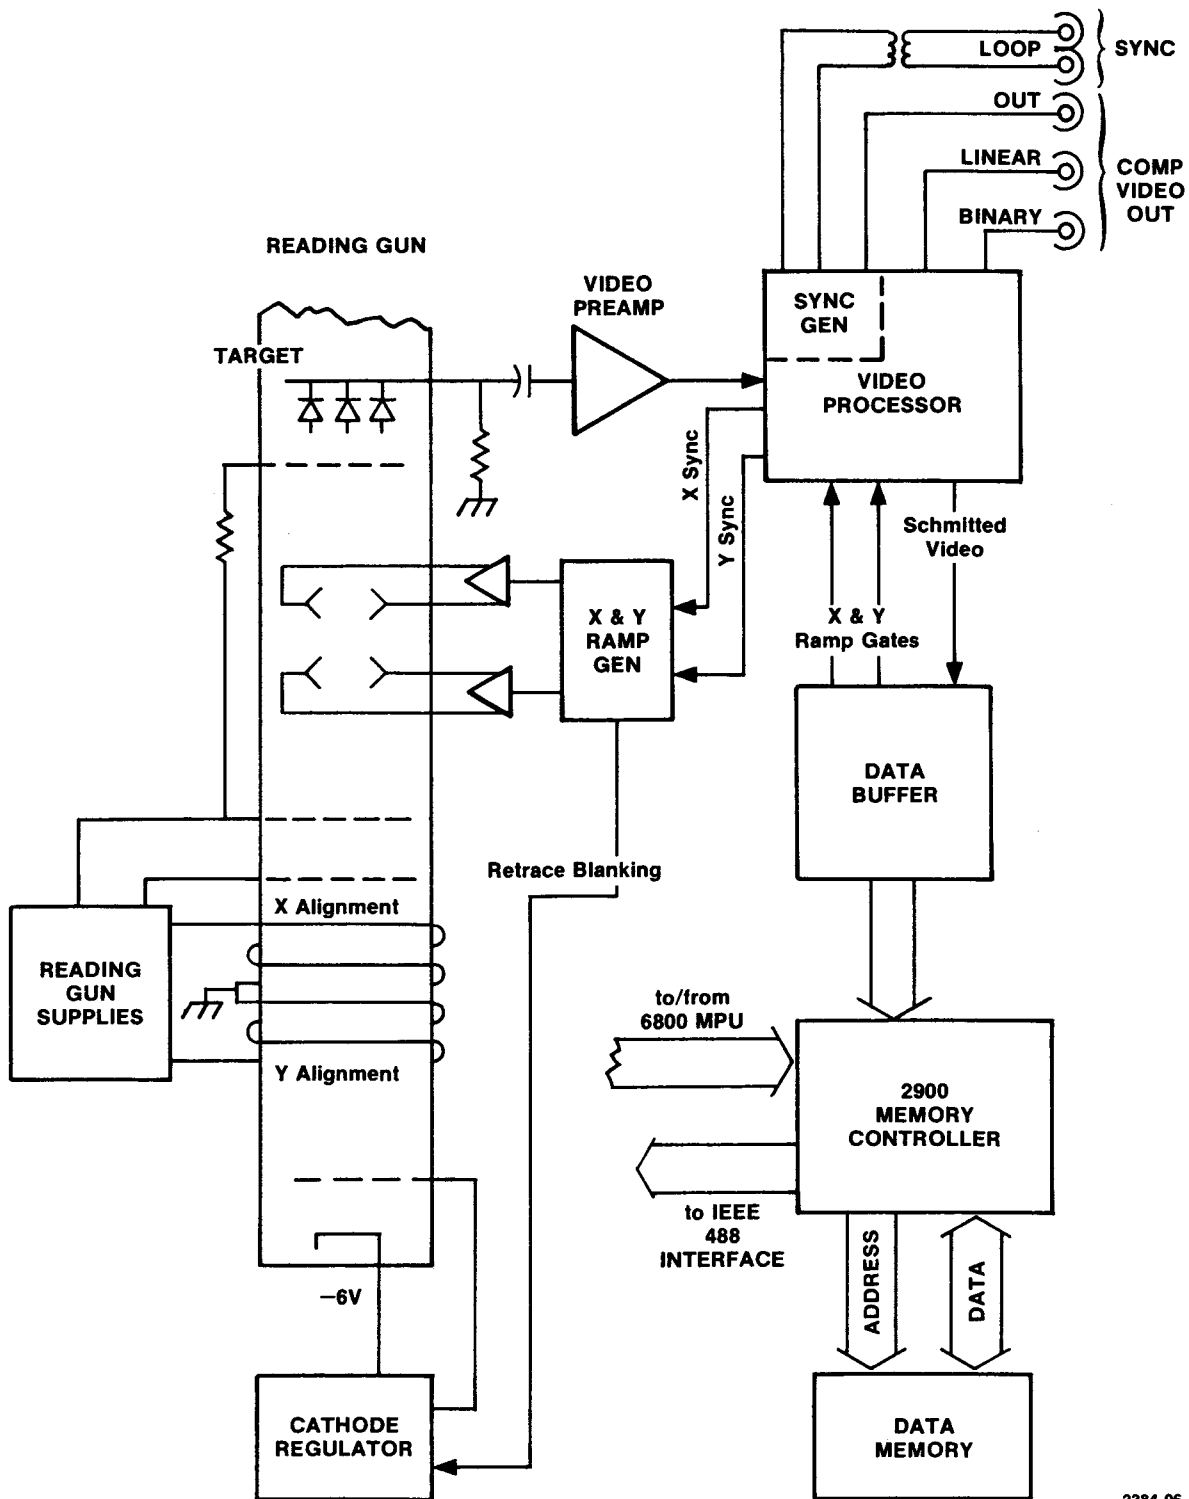 LOOP
SYNC
OUT
LINEAR
BINARY
COMP
VIDEO
OUT
READING GUN
VIDEO
PREAMP
SYNC
GEN
TARGET
VIDEO
PROCESSOR
X Sync
Y Sync
Schmitted
Video
X & Y
RAMP
GEN
X & Y
Ramp Gates
DATA
BUFFER
Retrace Blanking
X Alignment
READING
GUN
SUPPLIES
Y Alignment
to/from
6800 MPU
2900
MEMORY
CONTROLLER
to IEEE
488
INTERFACE
ADDRESS
DATA
−6V
CATHODE
REGULATOR
DATA
MEMORY